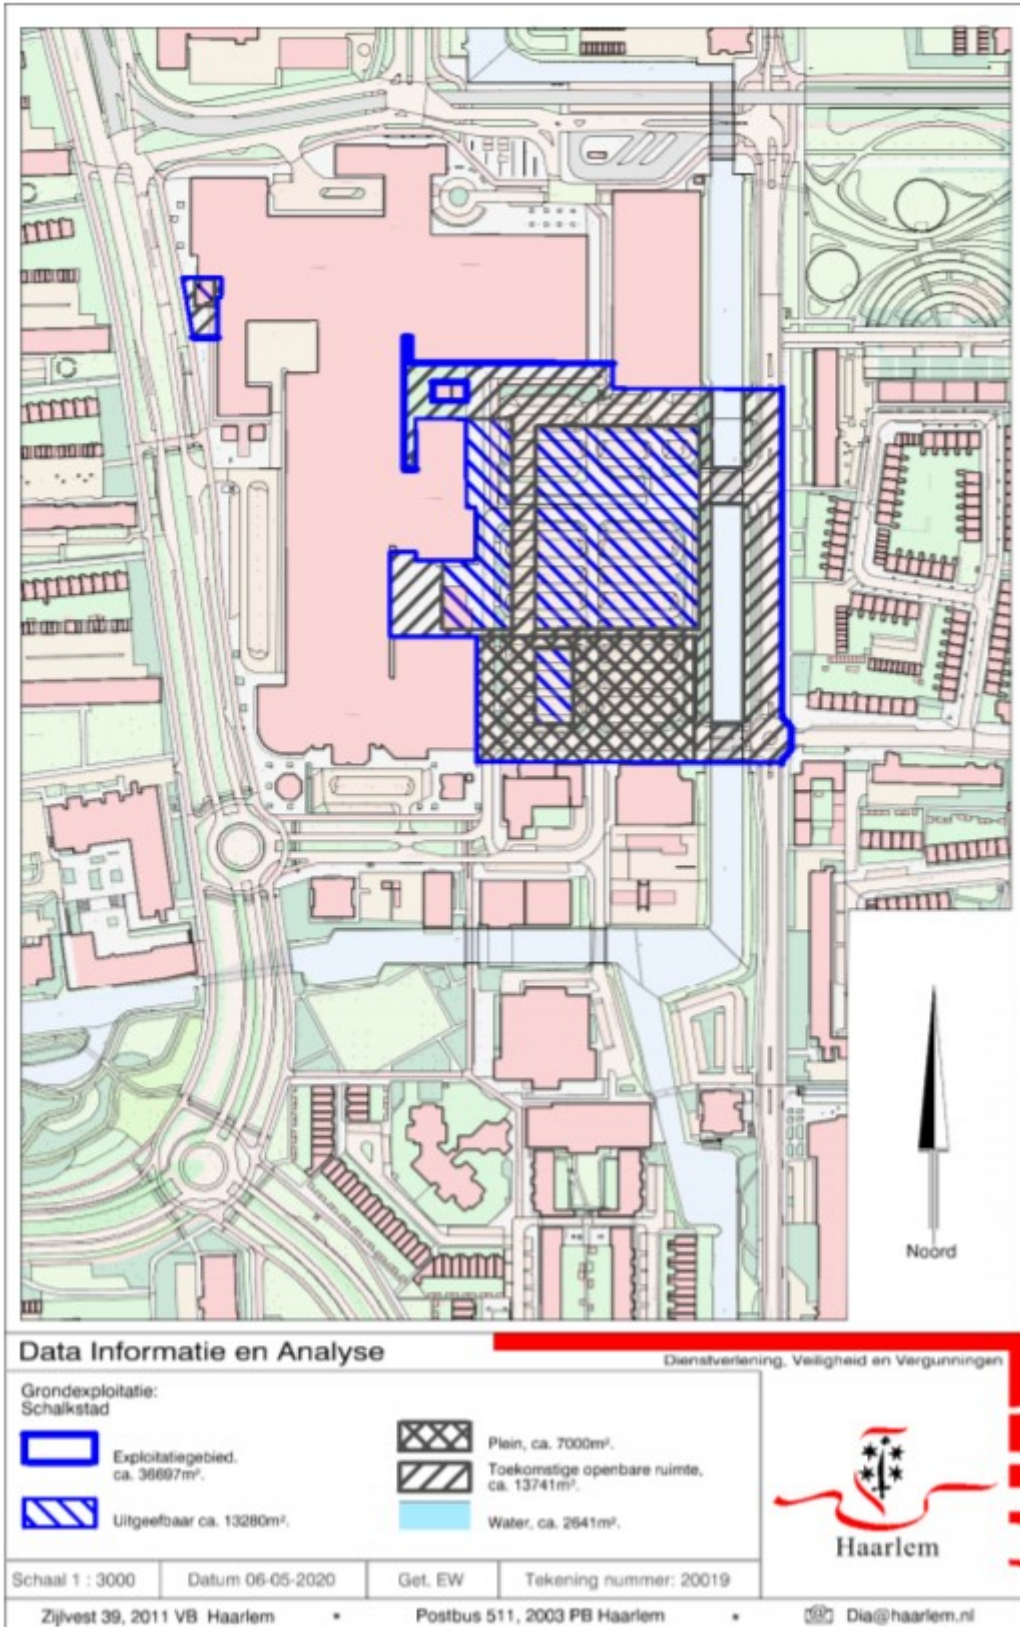 Noord
Data Informatie en Analyse
Dienstverlening, Veiligheid en Vergunningen
Grondexploitatie:
Schalkstad
Exploitatiegebied.
ca. 36697m².
Uitgeefbaar ca. 13280m².
Plein, ca. 7000m².
Toekomstige openbare ruimte,
ca. 13741m².
Water, ca. 2641m².
Haarlem
Schaal 1 : 3000
Datum 06-05-2020
Get. EW
Tekening nummer: 20019
Zijlvest 39, 2011 VB Haarlem • Postbus 511, 2003 PB Haarlem • Dia@haarlem.nl